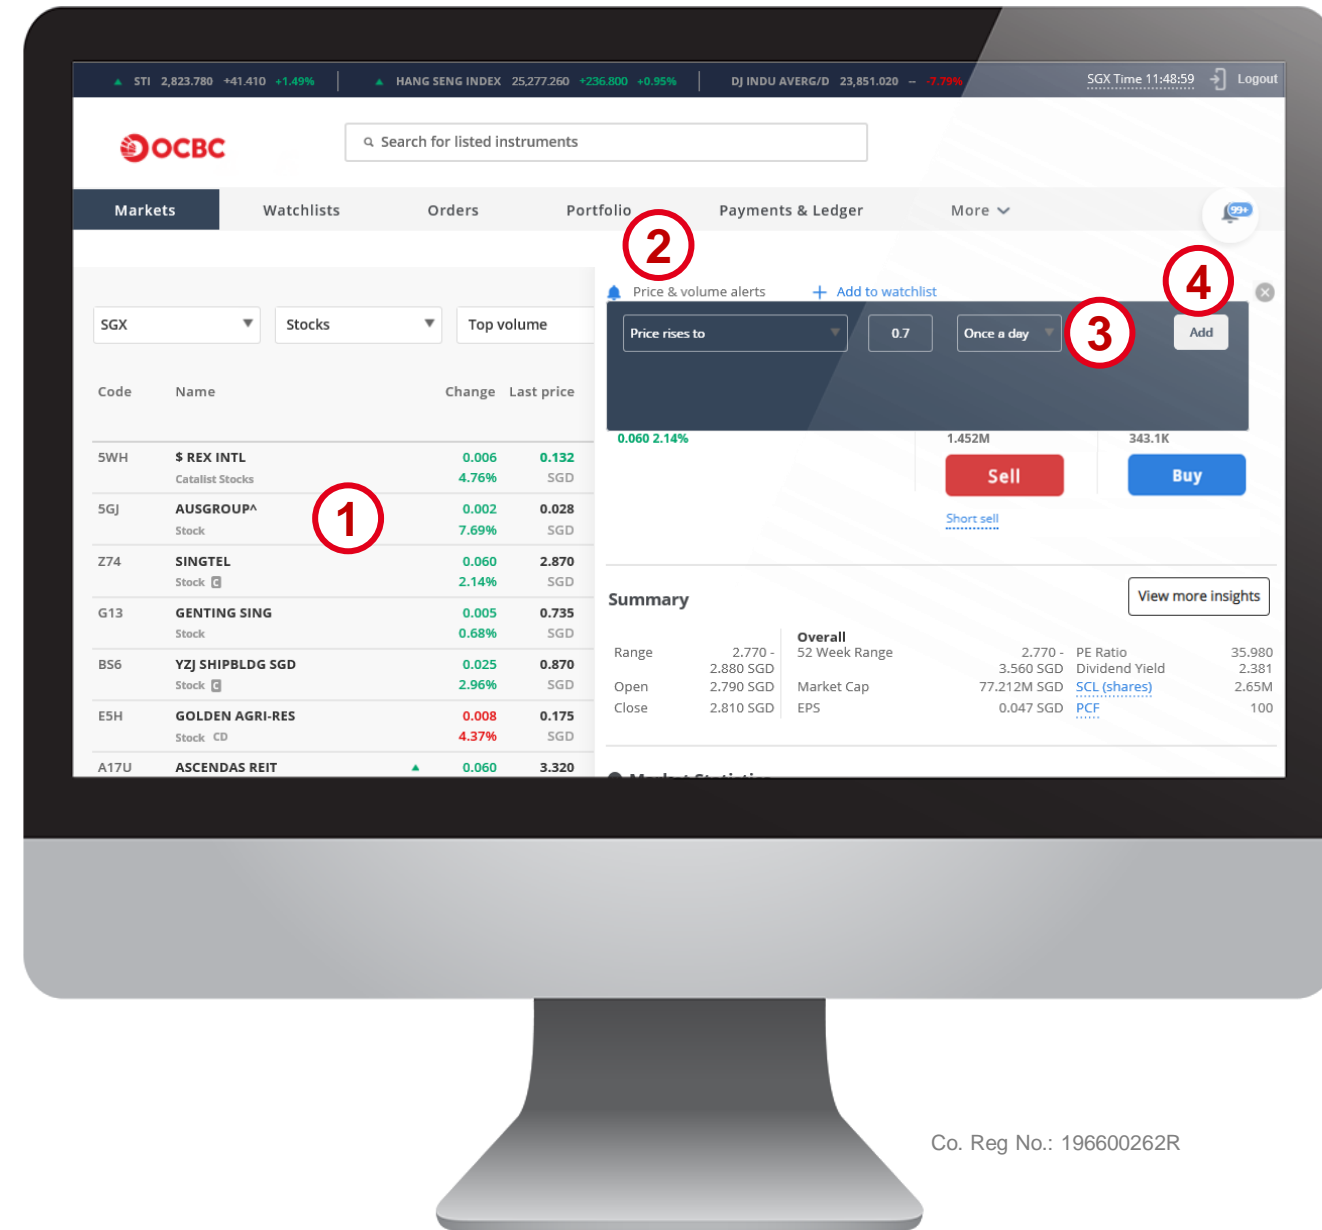 STI 2,823.780 +41.410 +1.49% HANG SENG INDEX 25,277.260 +236.800 +0.95% DJ INDU AVERG/D 23,851.020 -- -7.79% SGX Time 11:48:59 Logout
OCBC Search for listed instruments
Markets Watchlists Orders Portfolio Payments & Ledger More 99+
2
4
Price & volume alerts + Add to watchlist
SGX Stocks Top volume
Price rises to 0.7 Once a day 3 Add
Code Name Change Last price
0.060 2.14% 1.452M 343.1K
5WH $ REX INTL 0.006 0.132
Catalist Stocks 4.76% SGD
Sell Buy
5GJ AUSGROUP^ 0.002 0.028
1
Stock 7.69% SGD
Short sell
Z74 SINGTEL 0.060 2.870
Stock C 2.14% SGD
Summary View more insights
G13 GENTING SING 0.005 0.735
Stock 0.68% SGD
Overall
Range 2.770 - 52 Week Range 2.770 - PE Ratio 35.980
2.880 SGD 3.560 SGD Dividend Yield 2.381
BS6 YZJ SHIPBLDG SGD 0.025 0.870
Stock C 2.96% SGD
Open 2.790 SGD Market Cap 77.212M SGD SCL (shares) 2.65M
Close 2.810 SGD EPS 0.047 SGD PCF 100
E5H GOLDEN AGRI-RES 0.008 0.175
Stock CD 4.37% SGD
A17U ASCENDAS REIT 0.060 3.320
Market Statistics
Co. Reg No.: 196600262R